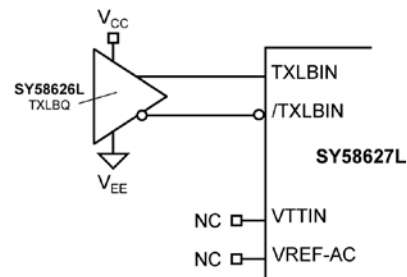 VCC
SY58626L
TXLBQ
TXLBIN
/TXLBIN
SY58627L
VEE
NC
VTTIN
NC
VREF-AC